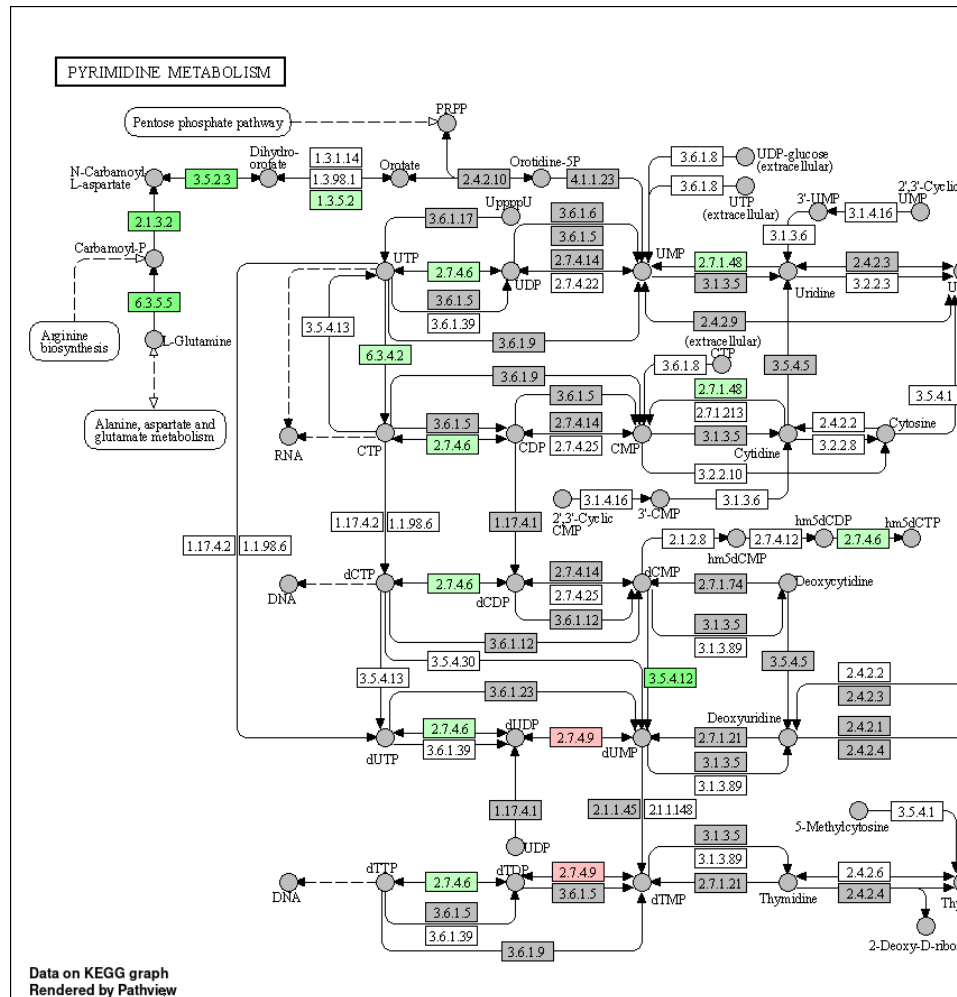 PYRIMIDINE METABOLISM
PRPP
Pentose phosphate pathway
N-Carbamoyl
L-aspartate
3.5.2.3
Dihydro-
orotate
1.3.1.14
1.3.98.1
1.3.5.2
Orotate
2.4.2.10
Orotidine-5P
4.1.1.23
3.6.1.8
UDP-glucose
(extracellular)
3.6.1.8
UTP
(extracellular)
3'-UMP
3.1.4.16
2',3'-Cyclic
UMP
3.1.3.6
2.1.3.2
Carbamoyl-P
6.3.5.5
L-Glutamine
Arginine
biosynthesis
Alanine, aspartate and
glutamate metabolism
UppppU
3.6.1.17
3.6.1.6
3.6.1.5
UTP
2.7.4.6
UDP
2.7.4.14
2.7.4.22
UMP
2.7.1.48
3.1.3.5
Uridine
2.4.2.3
3.2.2.3
3.6.1.5
3.6.1.39
3.5.4.13
3.6.1.9
2.4.2.9
(extracellular)
CTP
3.6.1.8
6.3.4.2
3.6.1.9
3.6.1.5
2.7.1.48
2.7.1.213
3.5.4.5
3.5.4.1
RNA
CTP
3.6.1.5
2.7.4.6
CDP
2.7.4.14
2.7.4.25
CMP
3.1.3.5
Cytidine
2.4.2.2
3.2.2.8
Cytosine
3.2.2.10
2',3'-Cyclic
CMP
3.1.4.16
3'-CMP
3.1.3.6
1.17.4.2
1.1.98.6
1.17.4.2
1.1.98.6
1.17.4.1
2.1.2.8
hm5dCMP
2.7.4.12
hm5dCDP
2.7.4.6
hm5dCTP
DNA
dCTP
2.7.4.6
dCDP
2.7.4.14
2.7.4.25
3.6.1.12
dCMP
2.7.1.74
Deoxycytidine
3.1.3.5
3.1.3.89
3.6.1.12
3.5.4.30
3.5.4.13
3.5.4.12
3.5.4.5
2.4.2.2
2.4.2.3
3.6.1.23
dUTP
2.7.4.6
3.6.1.39
dUDP
2.7.4.9
dUMP
2.7.1.21
Deoxyuridine
2.4.2.1
2.4.2.4
3.1.3.5
3.1.3.89
1.17.4.1
UDP
2.1.1.45
2.1.1.148
5-Methylcytosine
3.5.4.1
3.1.3.5
3.1.3.89
DNA
dTTP
2.7.4.6
dTDP
2.7.4.9
3.6.1.5
dTMP
2.7.1.21
Thymidine
2.4.2.6
2.4.2.4
Thy
3.6.1.5
3.6.1.39
3.6.1.9
2-Deoxy-D-ribo
Data on KEGG graph
Rendered by Pathview